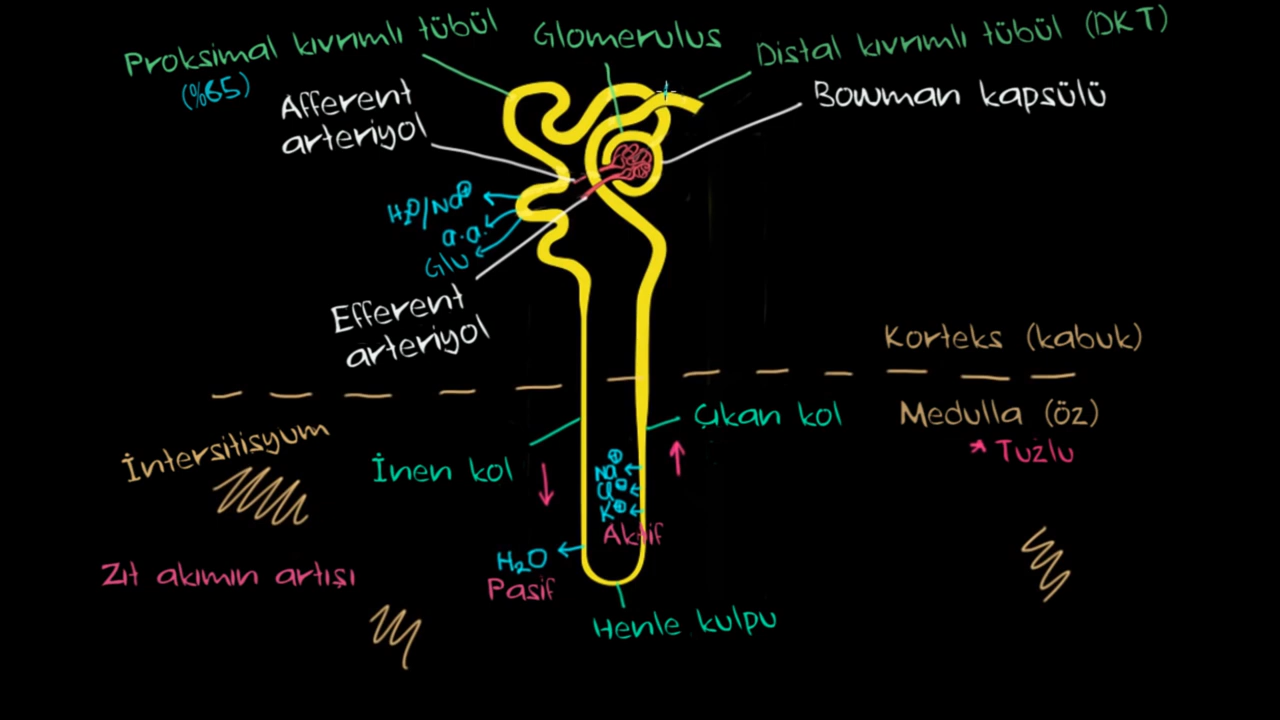 Proksimal kıvrımlı tübül
(%65)
Glomerulus
Distal kıvrımlı tübül (DKT)
Afferent
arteriyol
Bowman kapsülü
H₂O/Na⊕
a.a.
Glu
Efferent
arteriyol
Korteks (kabuk)
İntersitisyum
İnen kol
Çıkan kol
Medulla (öz)
* Tuzlu
Na⊕
Cl⊖
K⊕
Aktif
H₂O
Pasif
Zıt akımın artışı
Henle kulpu